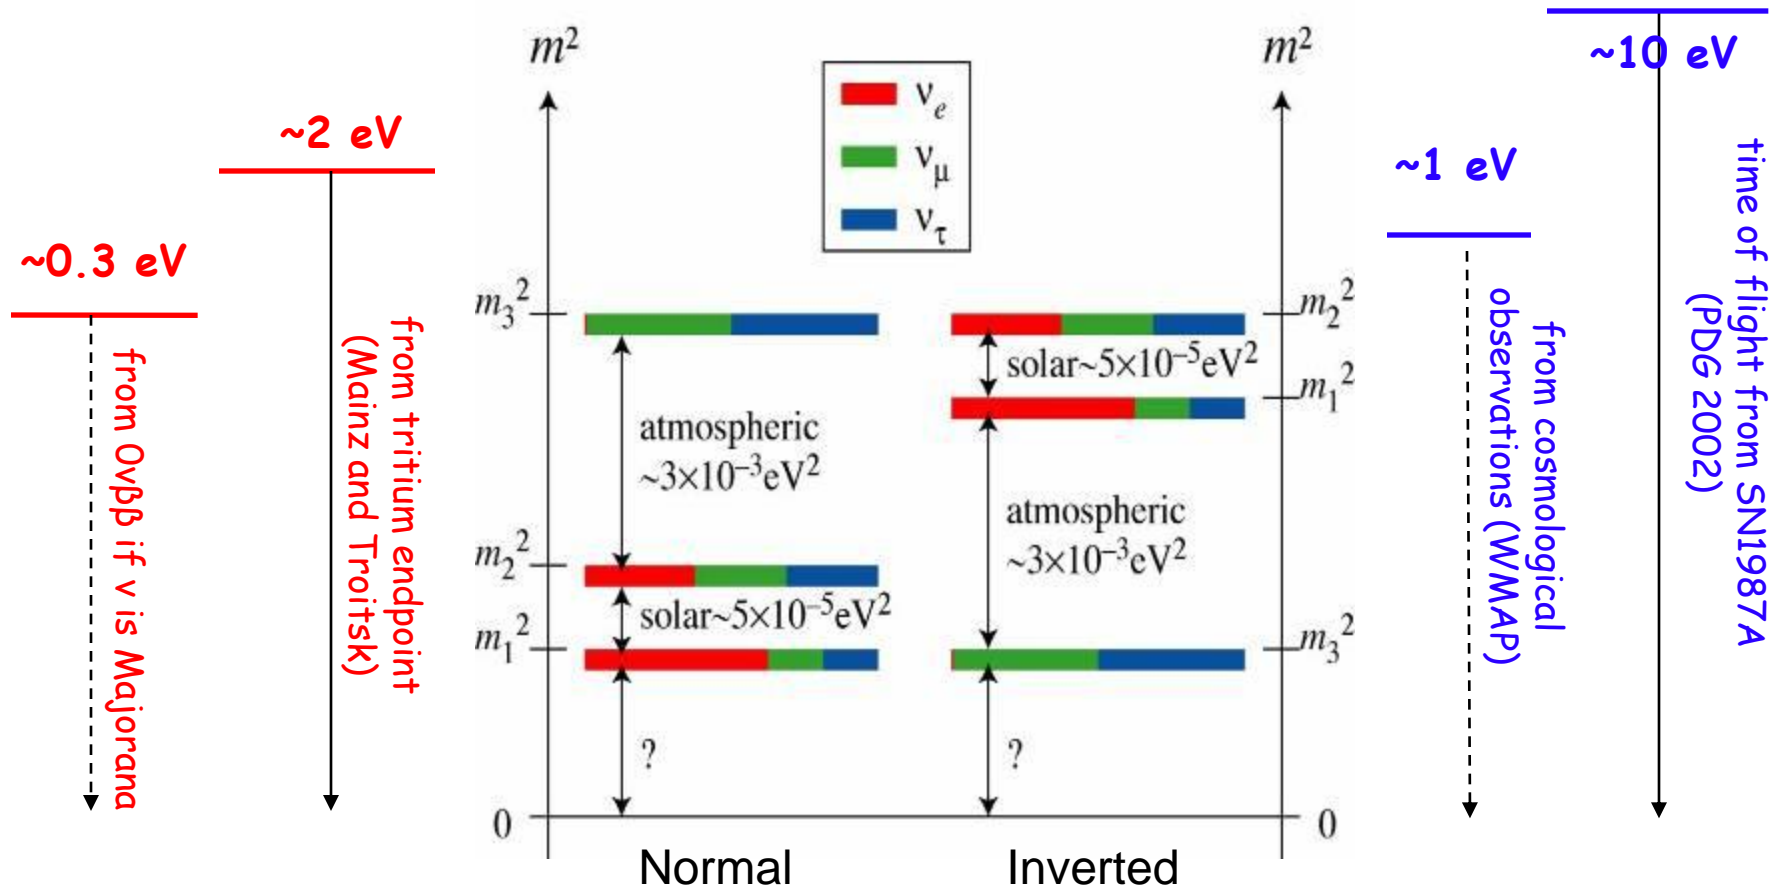 ~0.3 eV
from 0νββ if ν is Majorana
~2 eV
from tritium endpoint
(Mainz and Troitsk)
m²
ν_e
ν_μ
ν_τ
m₃²
atmospheric
~3×10⁻³eV²
m₂²
solar~5×10⁻⁵eV²
m₁²
?
0
Normal
m²
m₂²
solar~5×10⁻⁵eV²
m₁²
atmospheric
~3×10⁻³eV²
m₃²
?
0
Inverted
~1 eV
from cosmological
observations (WMAP)
~10 eV
time of flight from SN1987A
(PDG 2002)